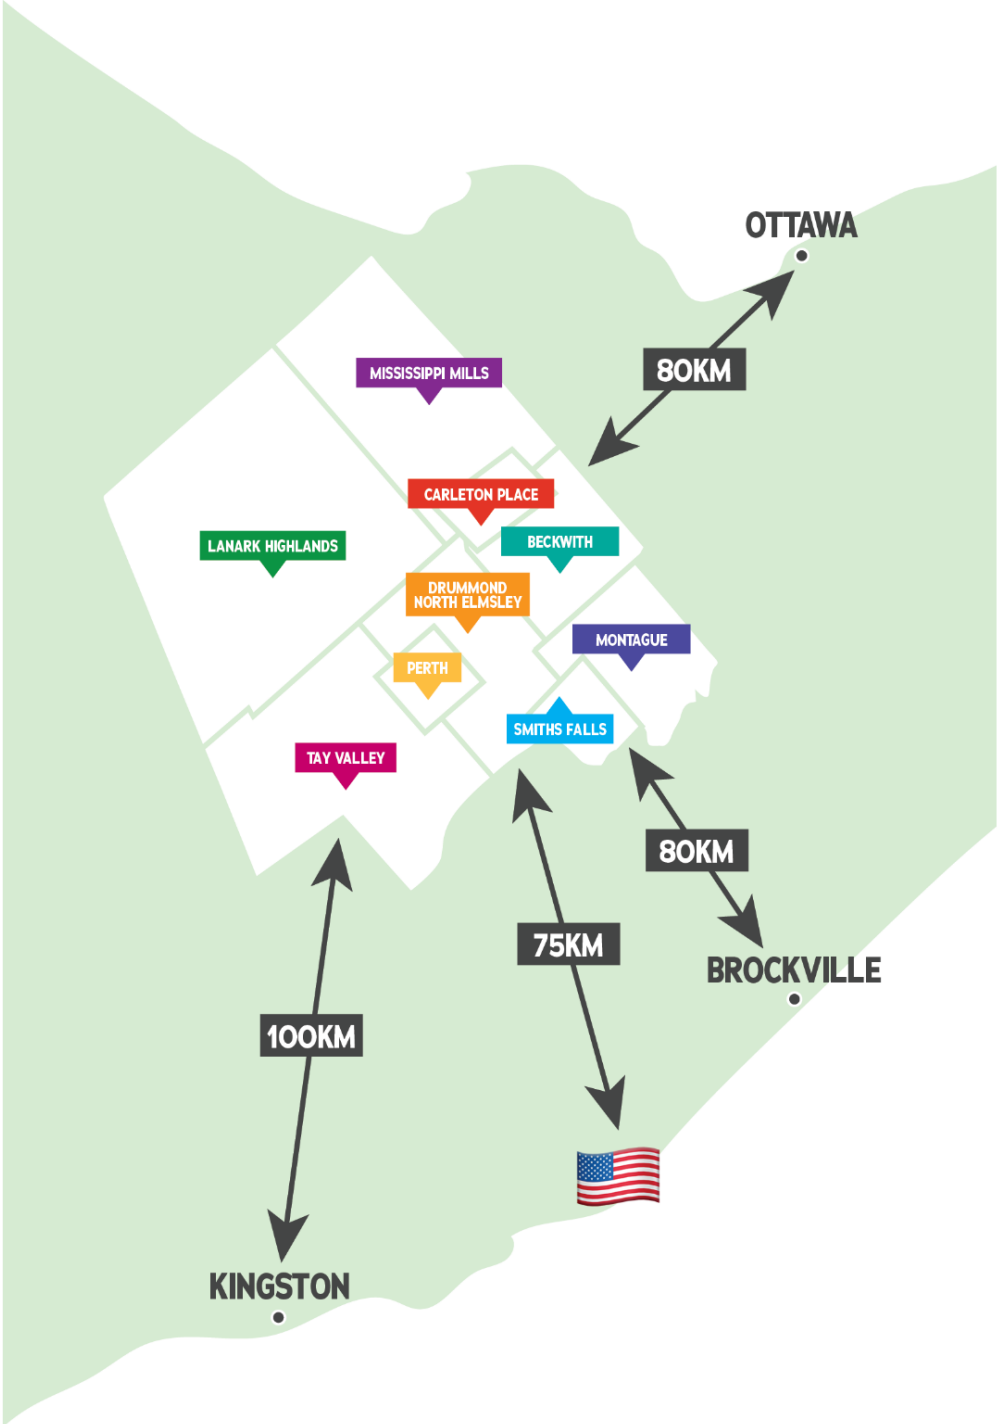 OTTAWA
80KM
MISSISSIPPI MILLS
CARLETON PLACE
LANARK HIGHLANDS
BECKWITH
DRUMMOND
NORTH ELMSLEY
MONTAGUE
PERTH
SMITHS FALLS
TAY VALLEY
80KM
75KM
BROCKVILLE
100KM
KINGSTON